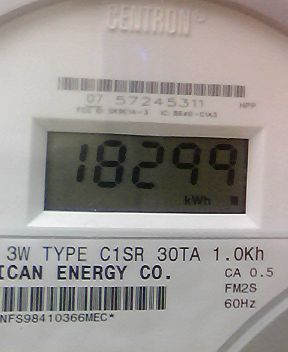 CENTRON
07 57245311 HPP
18299
kWh
3W TYPE C1SR 30TA 1.0Kh
ICAN ENERGY CO. CA 0.5
FM2S
60Hz
NFS98410366MEC*